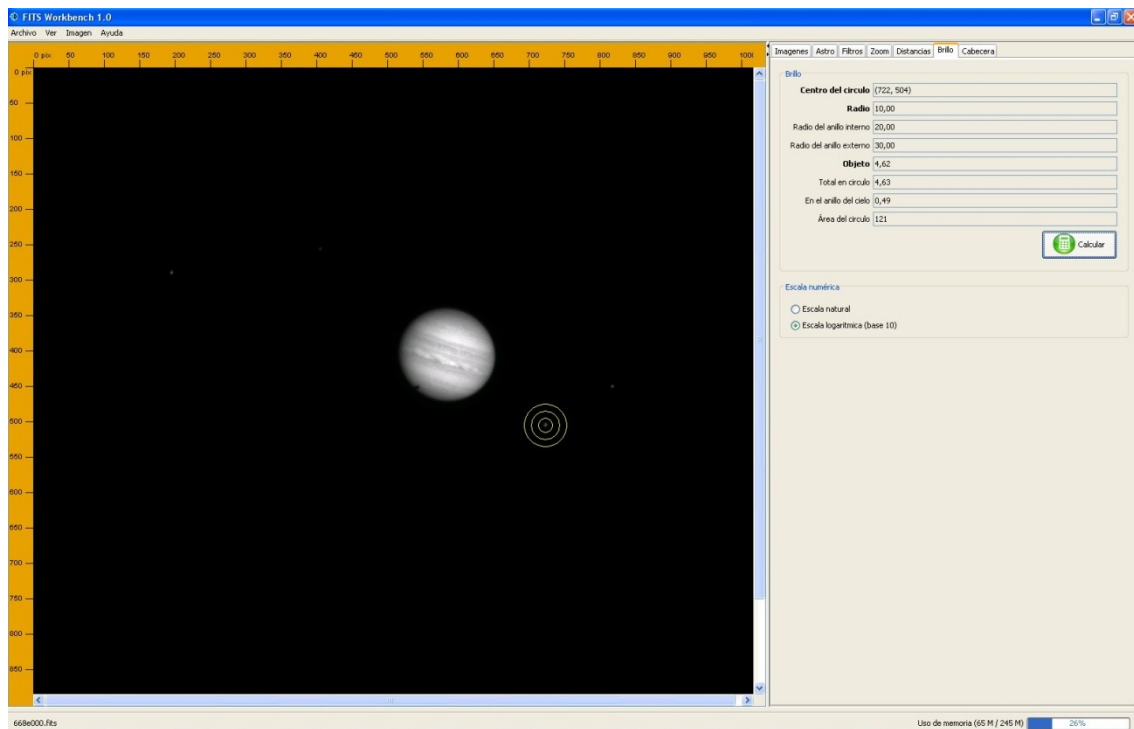 FITS Workbench 1.0
Archivo Ver Imagen Ayuda
0 pix 50 100 150 200 250 300 350 400 450 500 550 600 650 700 750 800 850 900 950 1000
0 pix
50
100
150
200
250
300
350
400
450
500
550
600
650
700
750
800
850
Imagenes Astro Filtros Zoom Distancias Brillo Cabecera
Brillo
Centro del circulo (722, 504)
Radio 10,00
Radio del anillo interno 20,00
Radio del anillo externo 30,00
Objeto 4,62
Total en circulo 4,63
En el anillo del cielo 0,49
Área del circulo 121
Calcular
Escala numérica
Escala natural
Escala logaritmica (base 10)
668e000.fits
Uso de memoria (65 M / 245 M) 26%